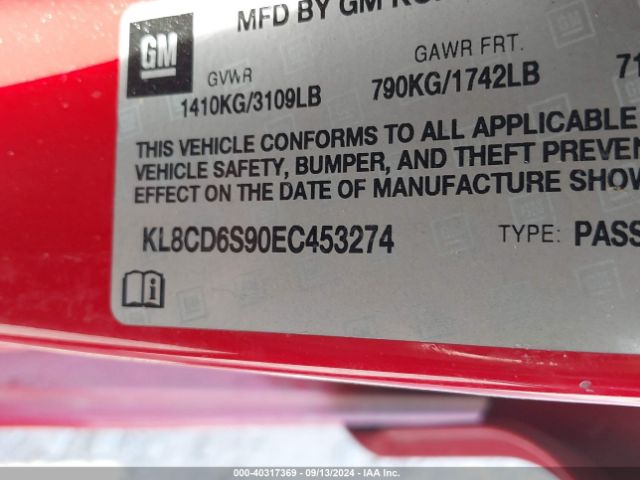 MFD BY GM
GM
GVWR
1410KG/3109LB
GAWR FRT.
790KG/1742LB
71
THIS VEHICLE CONFORMS TO ALL APPLICABLE
VEHICLE SAFETY, BUMPER, AND THEFT PREVEN
EFFECT ON THE DATE OF MANUFACTURE SHOW
KL8CD6S90EC453274
TYPE: PASS
000-40317369 - 09/13/2024 - IAA Inc.